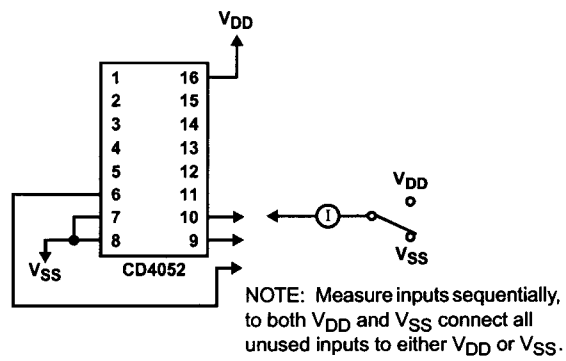 VDD
1 16
2 15
3 14
4 13
5 12
6 11
7 10
8 9
VSS
CD4052
I
VDD
VSS
NOTE: Measure inputs sequentially,
to both VDD and VSS connect all
unused inputs to either VDD or VSS.